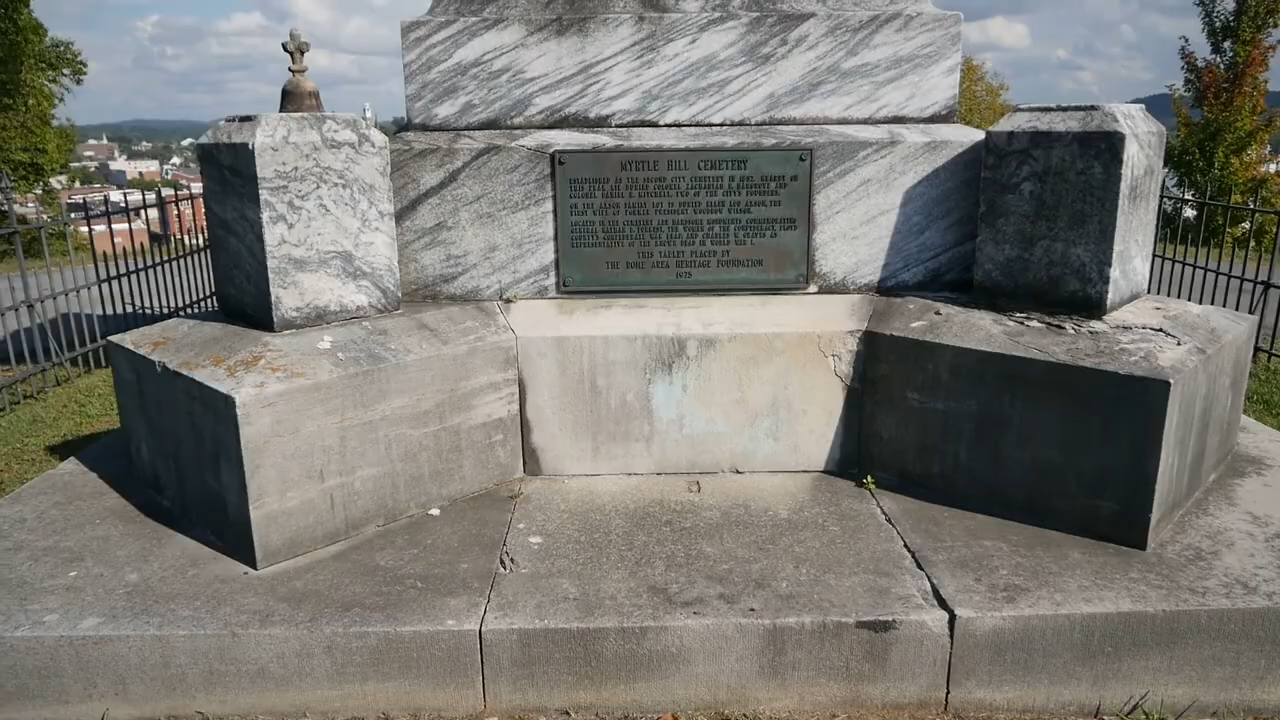 MYRTLE HILL CEMETERY
ESTABLISHED AS THE SECOND CITY CEMETERY IN 1857. NEARBY ON
THIS PEAK LIE BURIED COLONEL ZACHARIAH B. HARGROVE AND
COLONEL DANIEL R. MITCHELL, TWO OF THE CITY'S FOUNDERS.
ON THE AXSON FAMILY LOT IS BURIED ELLEN LOU AXSON, THE
FIRST WIFE OF FORMER PRESIDENT WOODROW WILSON.
LOCATED IN THE CEMETERY ARE HANDSOME MONUMENTS COMMEMORATING
GENERAL NATHAN B. FORREST, THE WOMEN OF THE CONFEDERACY, FLOYD
COUNTY'S CONFEDERATE WAR DEAD, AND CHARLES W. GRAVES AS
REPRESENTATIVE OF THE KNOWN DEAD IN WORLD WAR I.
THIS TABLET PLACED BY
THE ROME AREA HERITAGE FOUNDATION
1975